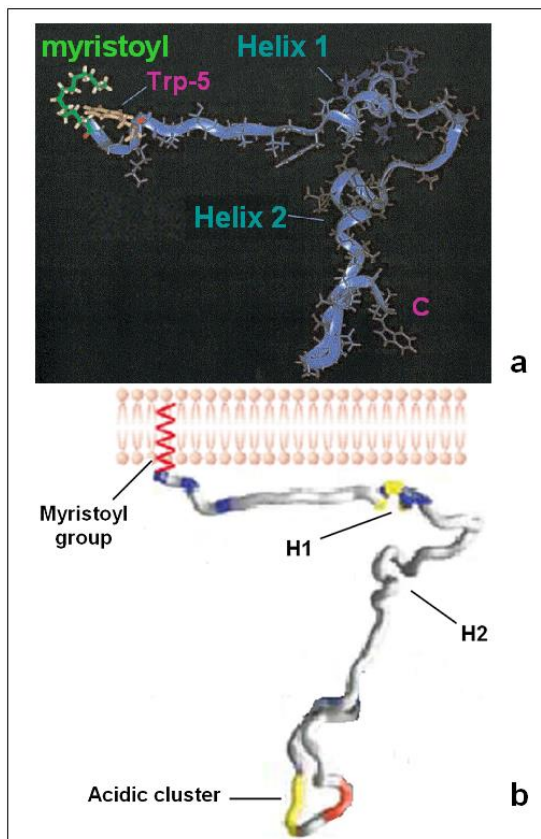 myristoyl
Helix 1
Trp-5
Helix 2
C
a
Myristoyl
group
H1
H2
Acidic cluster
b